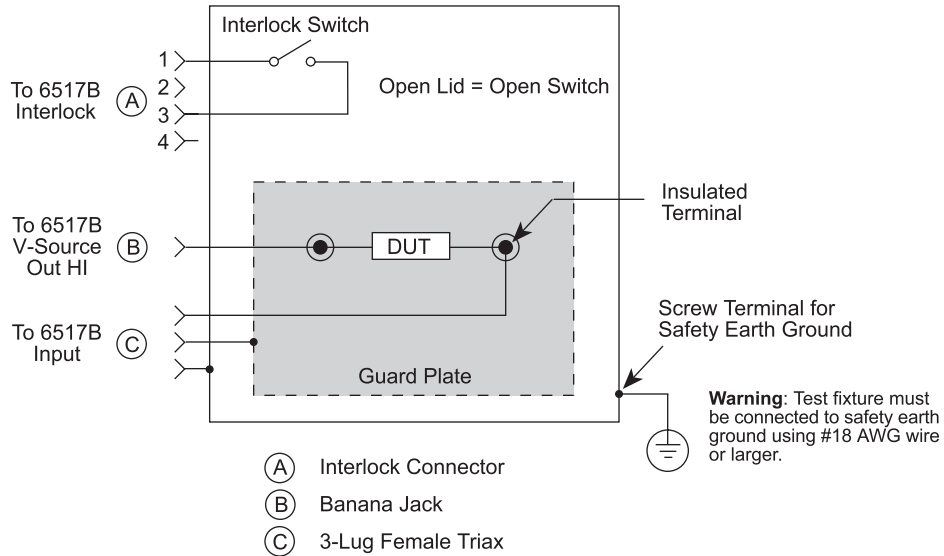 Interlock Switch
1
2
3
4
To 6517B
Interlock
A
Open Lid = Open Switch
To 6517B
V-Source
Out HI
B
DUT
Insulated
Terminal
To 6517B
Input
C
Guard Plate
Screw Terminal for
Safety Earth Ground
Warning: Test fixture must
be connected to safety earth
ground using #18 AWG wire
or larger.
A Interlock Connector
B Banana Jack
C 3-Lug Female Triax